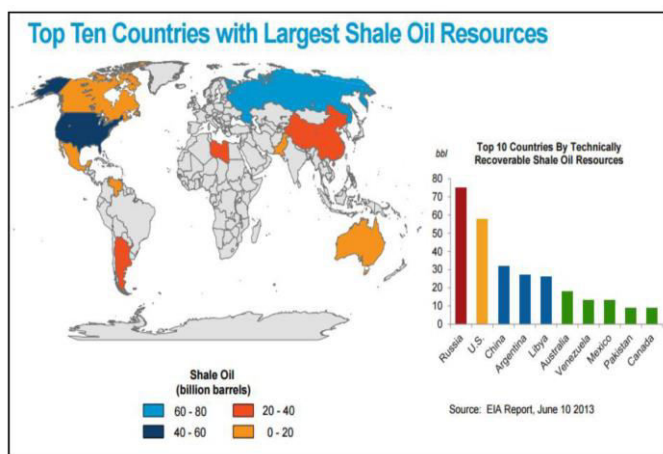 Top Ten Countries with Largest Shale Oil Resources
bbl
Top 10 Countries By Technically
Recoverable Shale Oil Resources
80
70
60
50
40
30
20
10
0
Russia
U.S.
China
Argentina
Libya
Australia
Venezuela
Mexico
Pakistan
Canada
Shale Oil
(billion barrels)
60 - 80
20 - 40
40 - 60
0 - 20
Source: EIA Report, June 10 2013